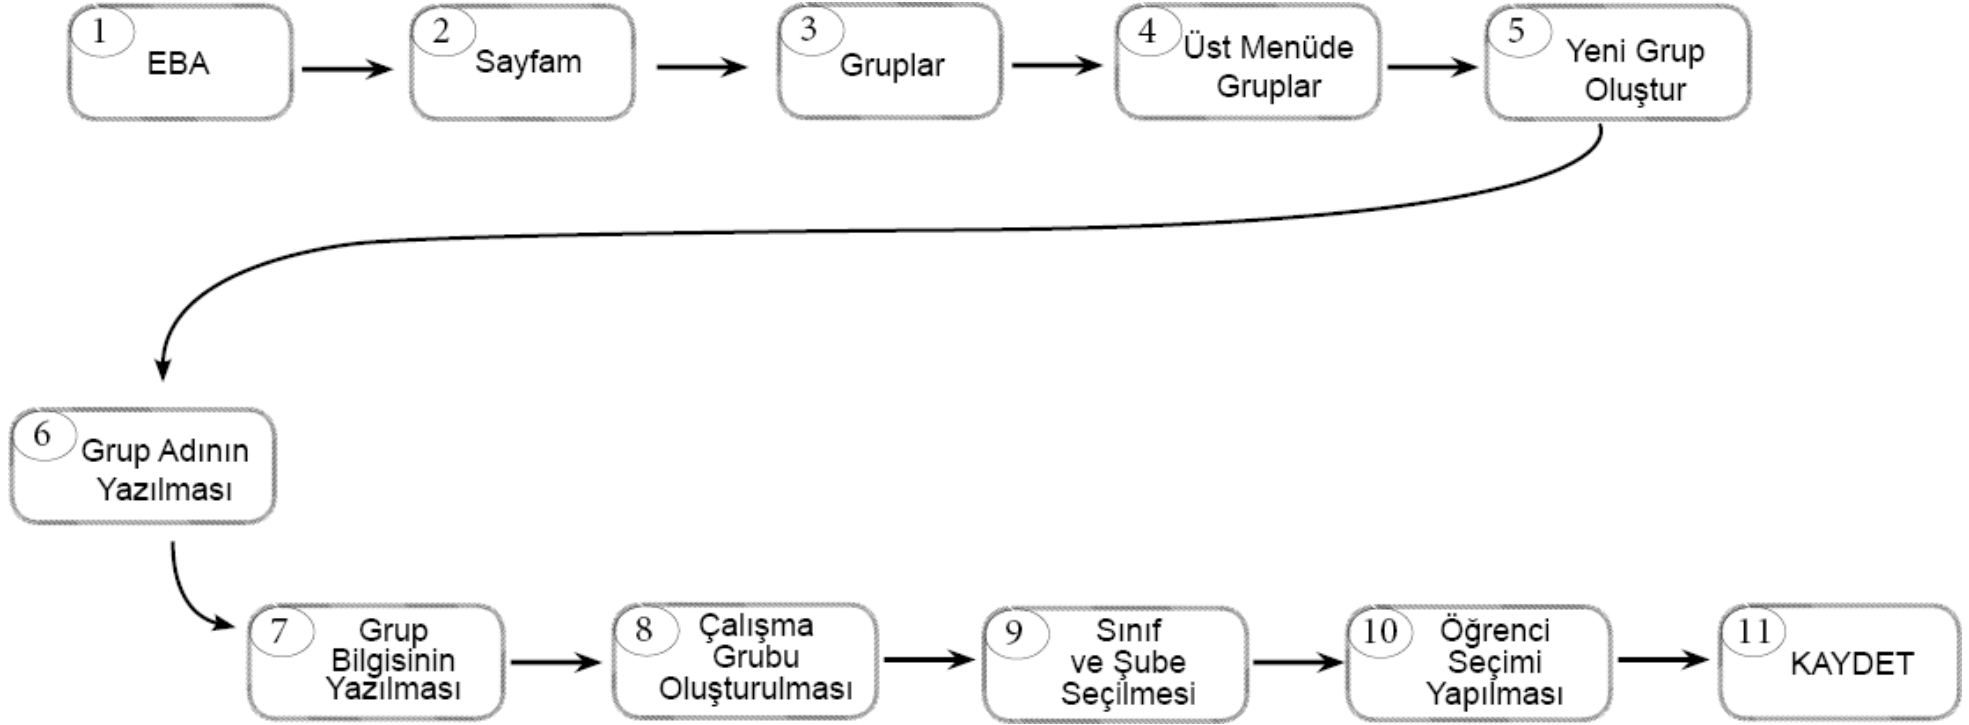 1
EBA
2
Sayfam
3
Gruplar
4
Üst Menüde
Gruplar
5
Yeni Grup
Oluştur
6
Grup Adının
Yazılması
7
Grup
Bilgisinin
Yazılması
8
Çalışma
Grubu
Oluşturulması
9
Sınıf
ve Şube
Seçilmesi
10
Öğrenci
Seçimi
Yapılması
11
KAYDET